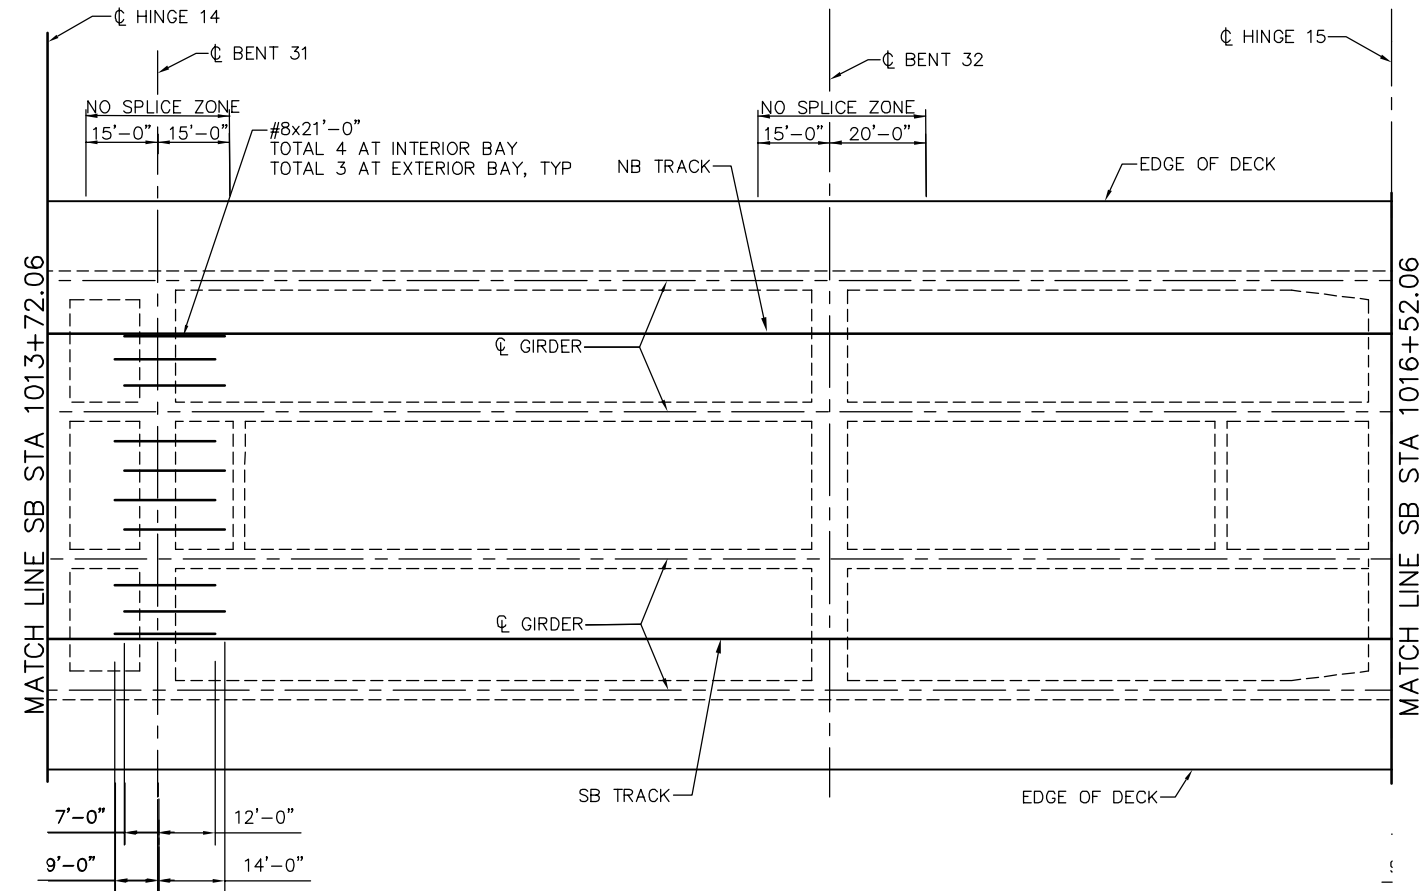 ℄ HINGE 14
℄ BENT 31
℄ BENT 32
℄ HINGE 15
NO SPLICE ZONE
15'-0" 15'-0"
#8x21'-0"
TOTAL 4 AT INTERIOR BAY
TOTAL 3 AT EXTERIOR BAY, TYP
NO SPLICE ZONE
15'-0" 20'-0"
NB TRACK
EDGE OF DECK
MATCH LINE SB STA 1013+72.06
℄ GIRDER
℄ GIRDER
MATCH LINE SB STA 1016+52.06
SB TRACK
EDGE OF DECK
7'-0" 12'-0"
9'-0" 14'-0"